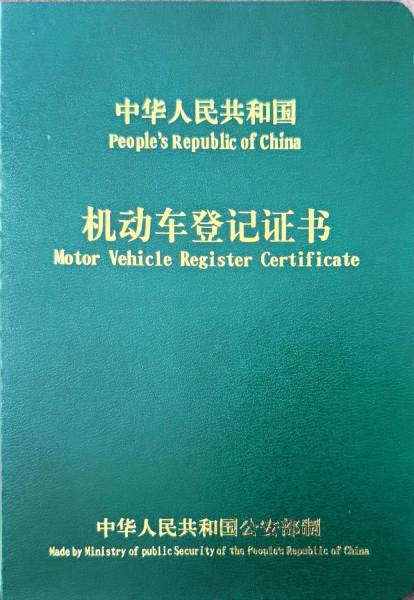 中华人民共和国
People's Republic of China
机动车登记证书
Motor Vehicle Register Certificate
中华人民共和国公安部制
Made by Ministry of public Security of the People's Republic of China